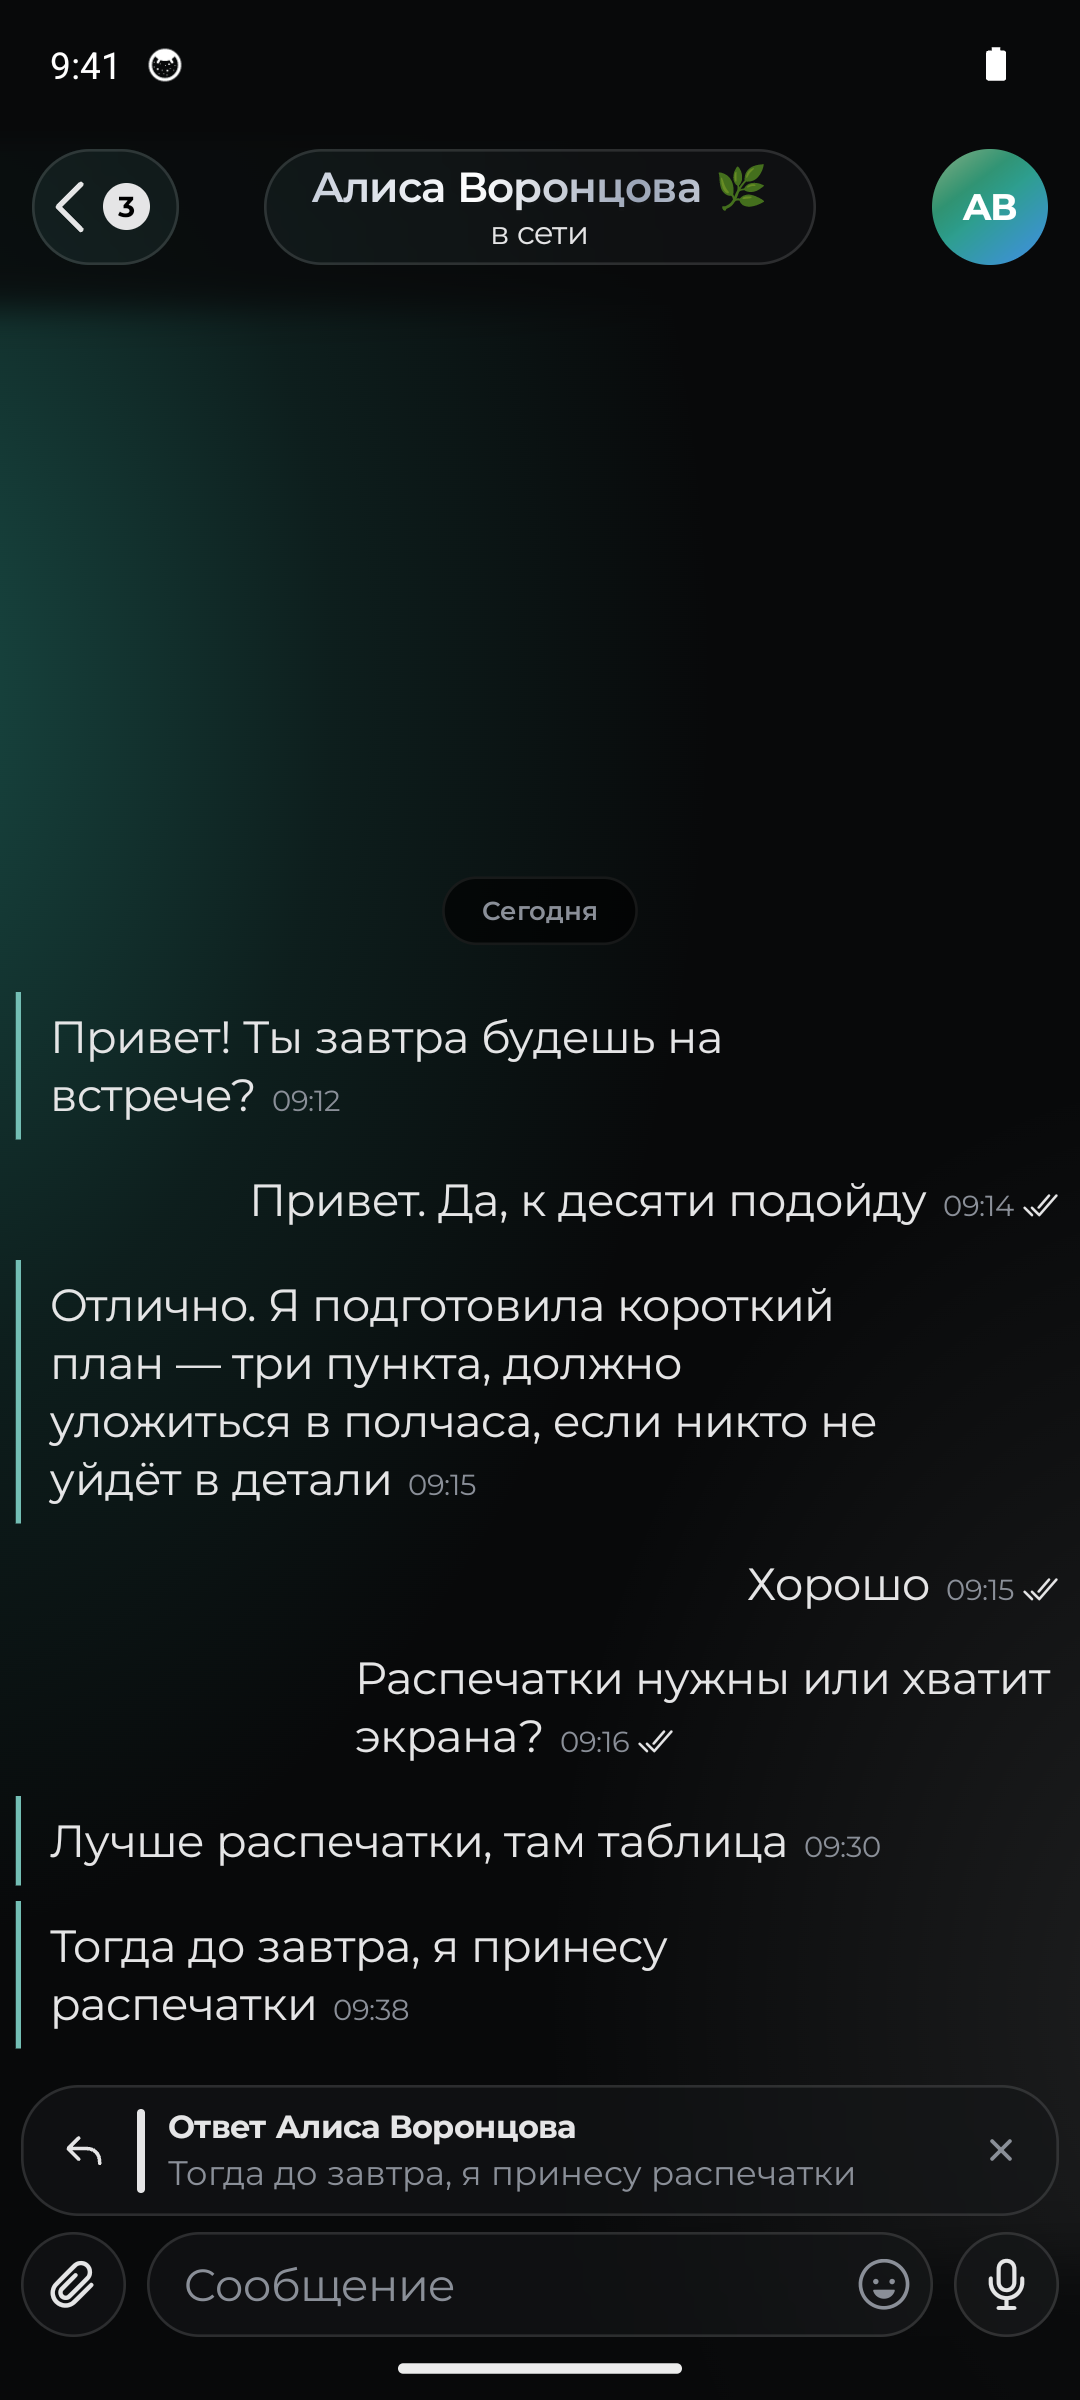 9:41
3
Алиса Воронцова 🌿
в сети
АВ
Сегодня
Привет! Ты завтра будешь на
встрече? 09:12
Привет. Да, к десяти подойду 09:14
Отлично. Я подготовила короткий
план — три пункта, должно
уложиться в полчаса, если никто не
уйдёт в детали 09:15
Хорошо 09:15
Распечатки нужны или хватит
экрана? 09:16
Лучше распечатки, там таблица 09:30
Тогда до завтра, я принесу
распечатки 09:38
Ответ Алиса Воронцова
Тогда до завтра, я принесу распечатки
Сообщение